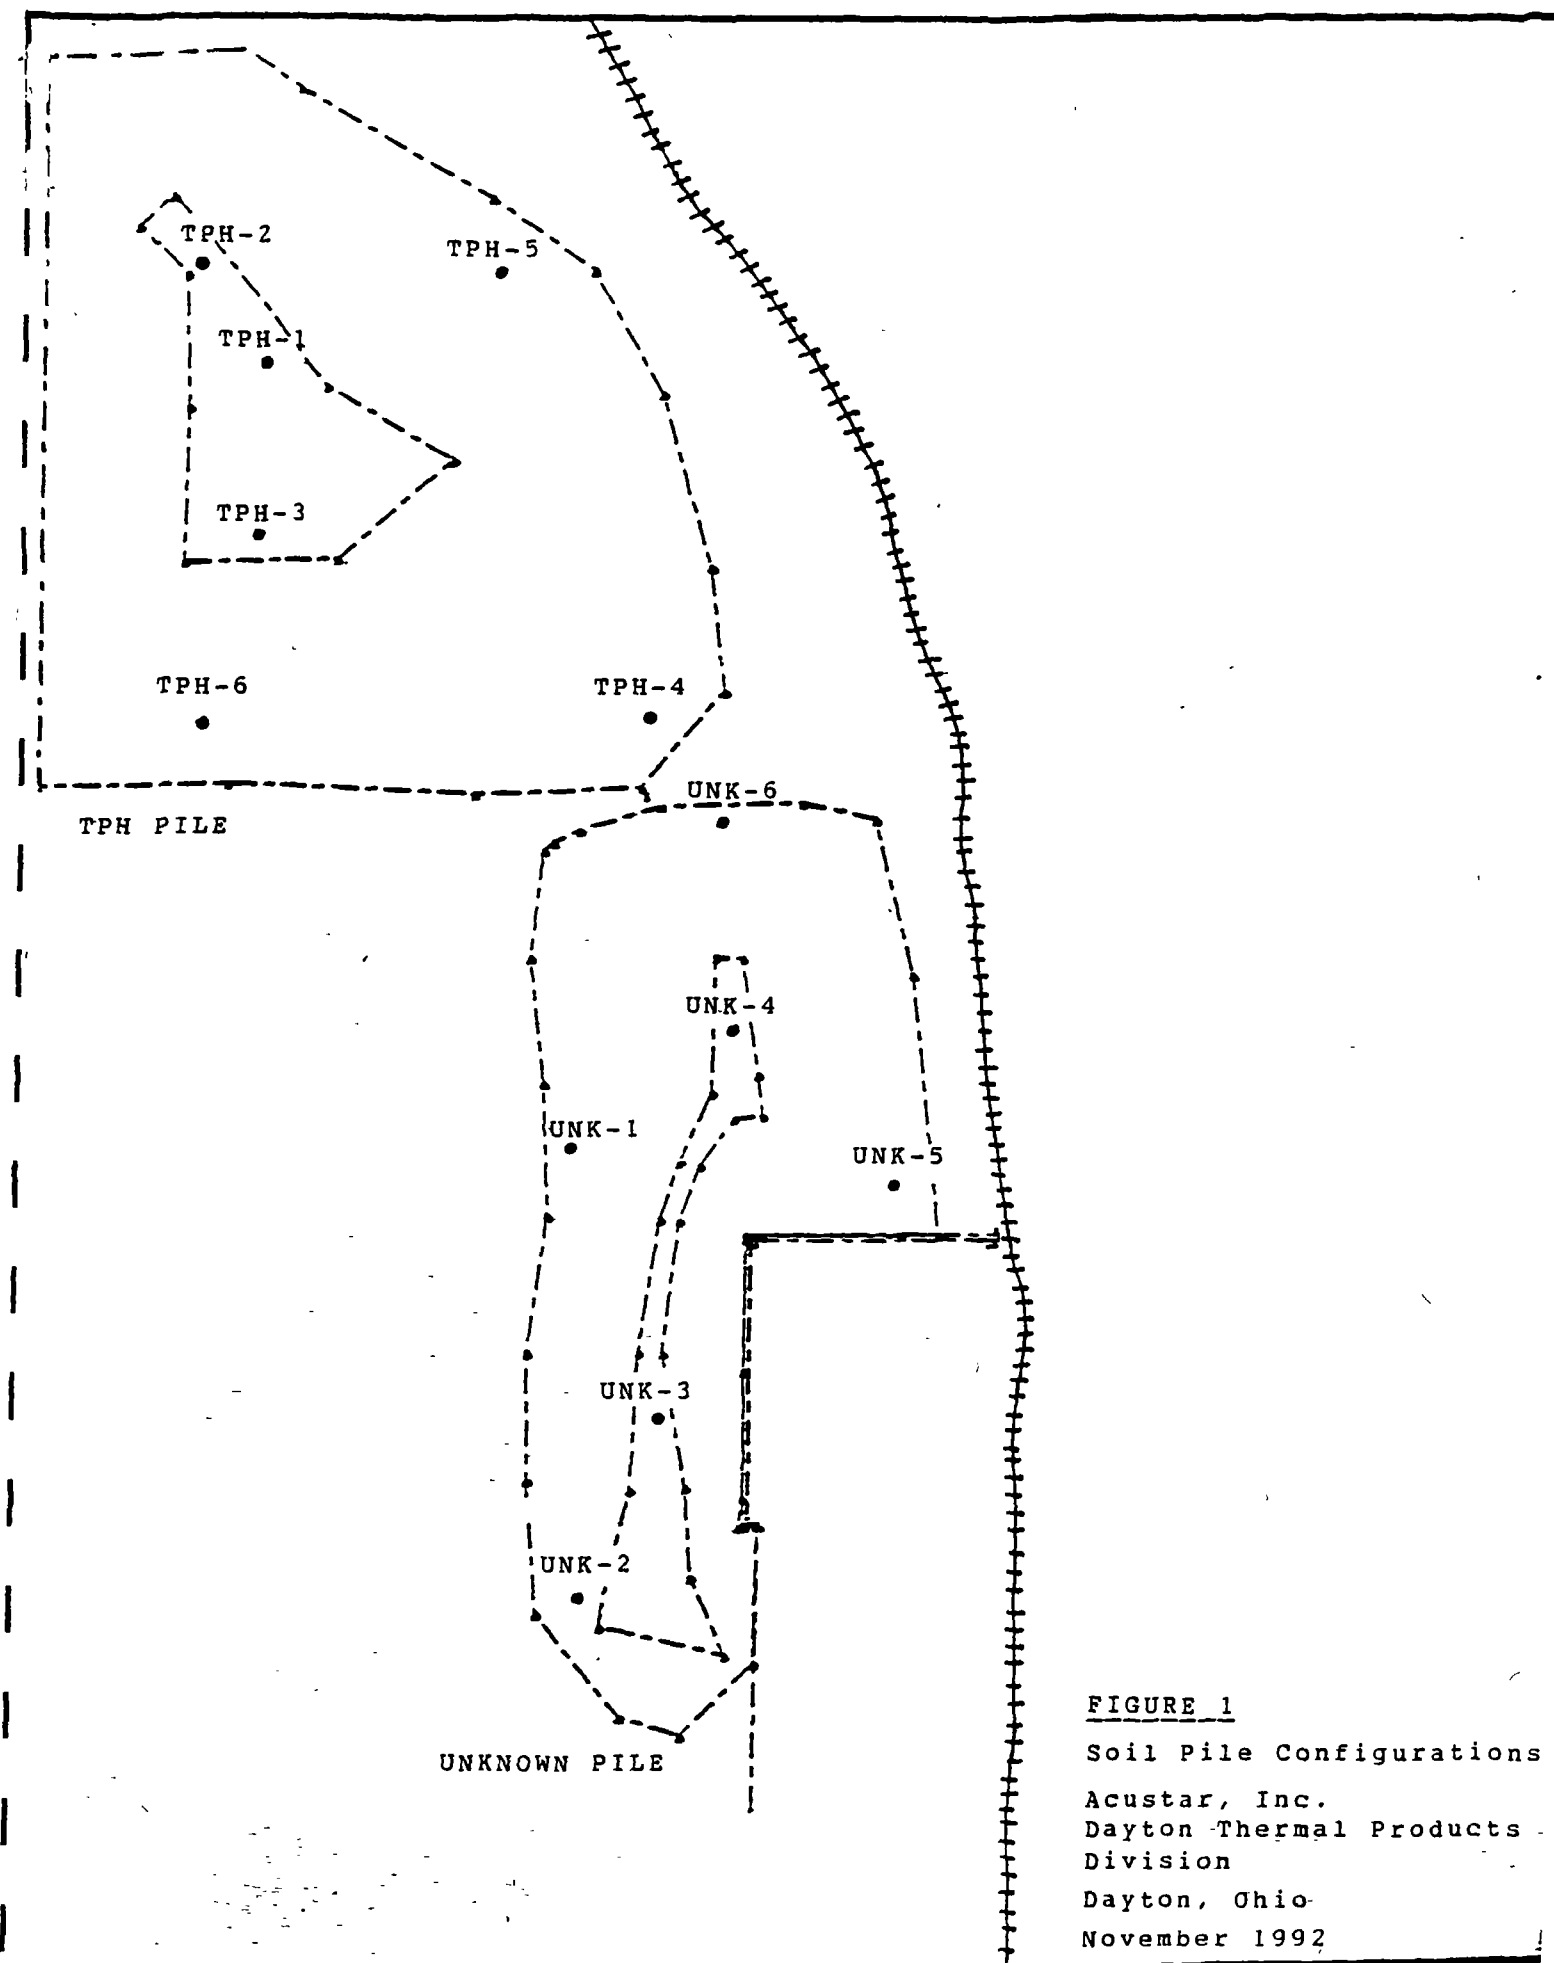 TPH-2
TPH-5
TPH-1
TPH-3
TPH-6
TPH-4
UNK-6
TPH PILE
UNK-4
UNK-1
UNK-5
UNK-3
UNK-2
UNKNOWN PILE
FIGURE 1
Soil Pile Configurations
Acustar, Inc.
Dayton Thermal Products
Division
Dayton, Ohio
November 1992